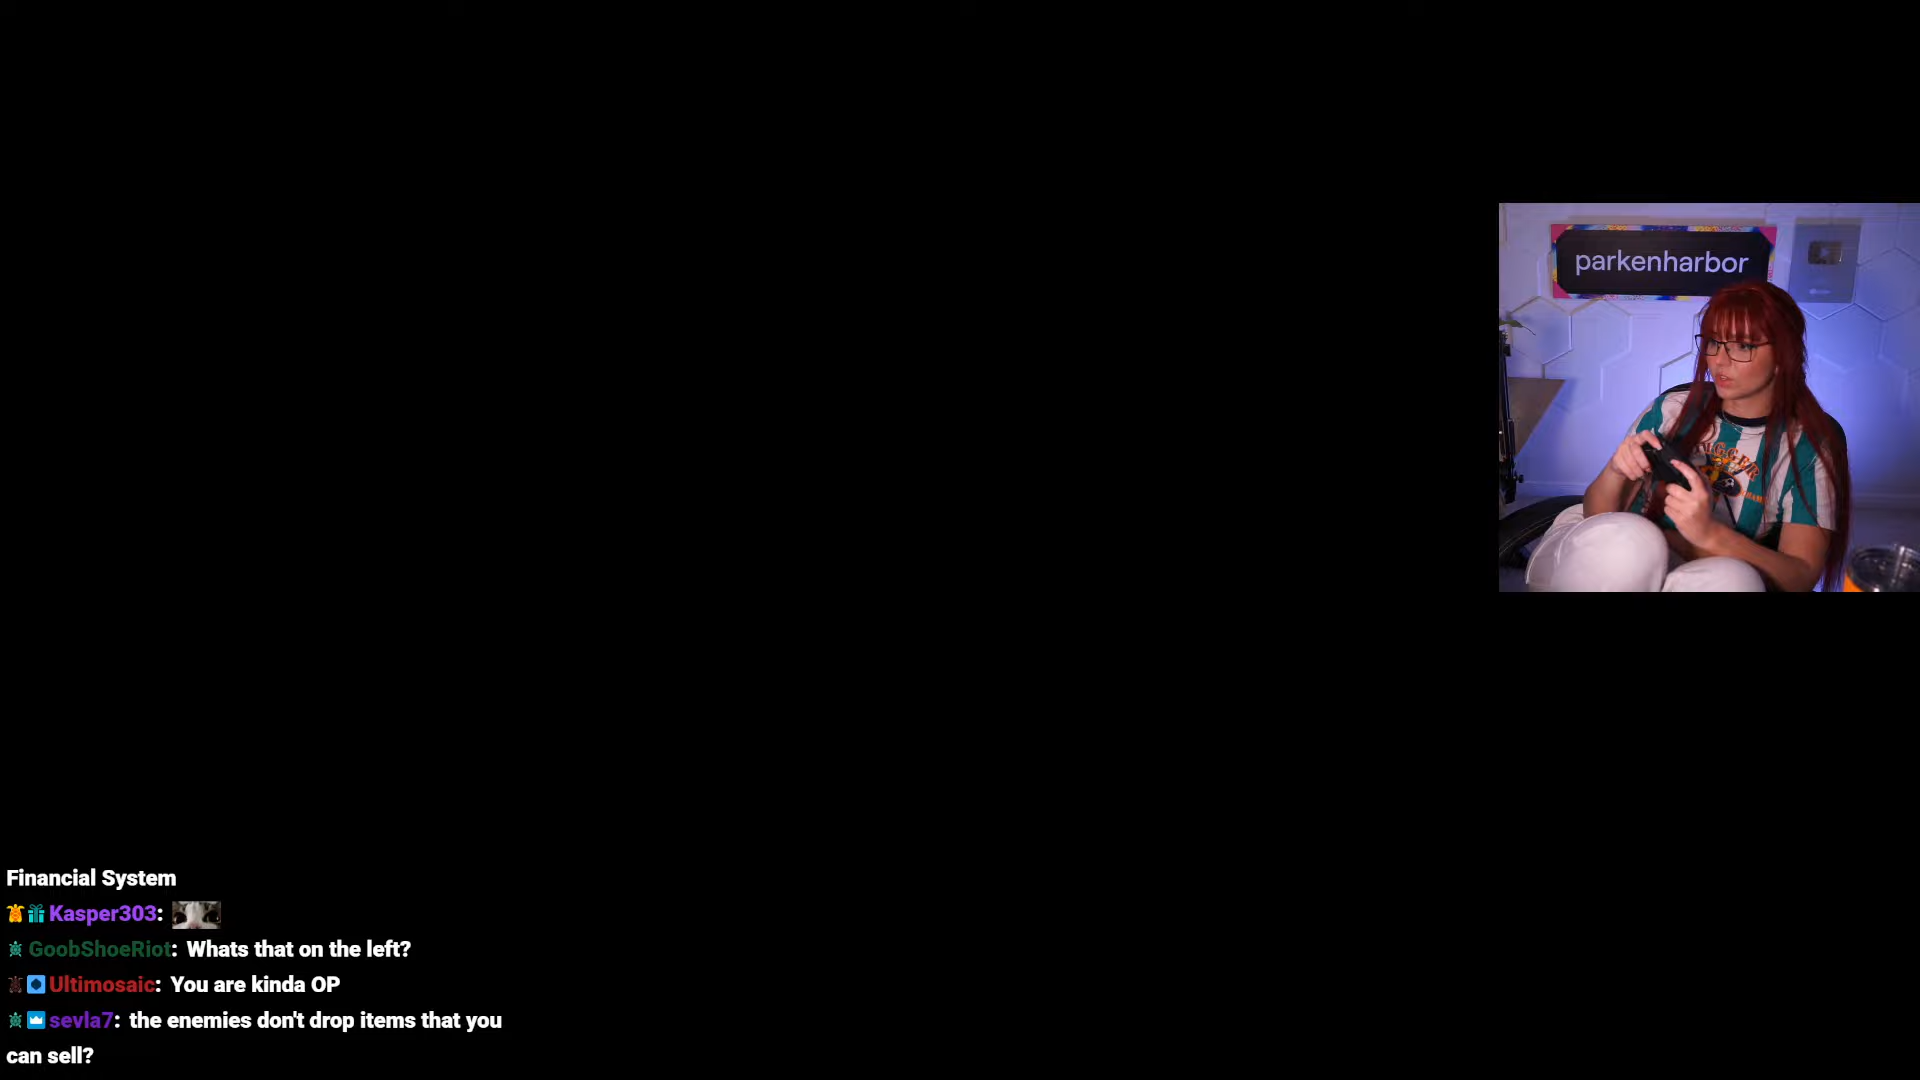 parkenharbor
Financial System
Kasper303:
GoobShoeRiot: Whats that on the left?
Ultimosaic: You are kinda OP
sevla7: the enemies don't drop items that you
can sell?